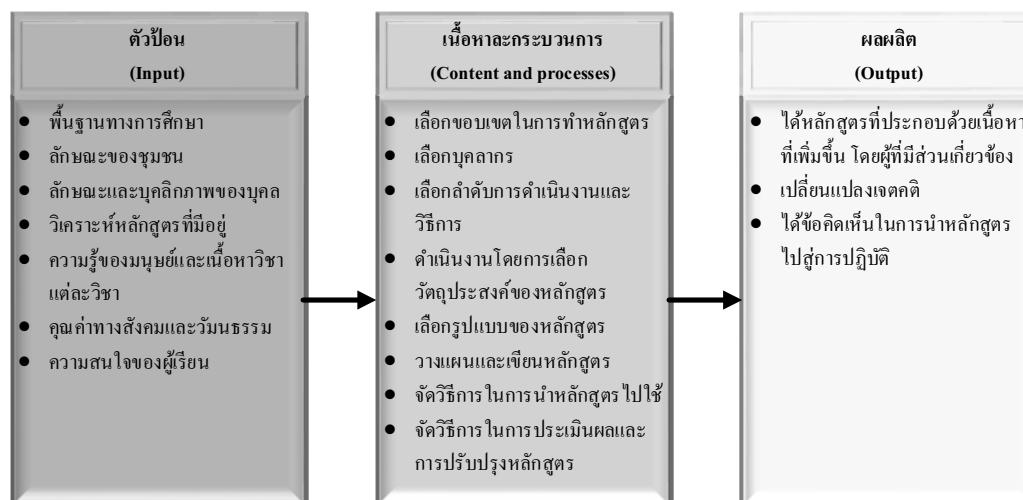 ตัวป้อน
(Input)
● พื้นฐานทางการศึกษา
● ลักษณะของชุมชน
● ลักษณะและบุคลิกภาพของบุคล
● วิเคราะห์หลักสูตรที่มีอยู่
● ความรู้ของมนุษย์และเนื้อหาวิชา
แต่ละวิชา
● คุณค่าทางสังคมและวัมนธรรม
● ความสนใจของผู้เรียน
เนื้อหาละกระบวนการ
(Content and processes)
● เลือกขอบเขตในการทำหลักสูตร
● เลือกบุคลากร
● เลือกลำดับการดำเนินงานและ
วิธีการ
● ดำเนินงานโดยการเลือก
วัตถุประสงค์ของหลักสูตร
● เลือกรูปแบบของหลักสูตร
● วางแผนและเขียนหลักสูตร
● จัดวิธีการในการนำหลักสูตรไปใช้
● จัดวิธีการในการประเมินผลและ
การปรับปรุงหลักสูตร
ผลผลิต
(Output)
● ได้หลักสูตรที่ประกอบด้วยเนื้อหา
ที่เพิ่มขึ้น โดยผู้ที่มีส่วนเกี่ยวข้อง
● เปลี่ยนแปลงเจตคติ
● ได้ข้อคิดเห็นในการนำหลักสูตร
ไปสู่การปฏิบัติ